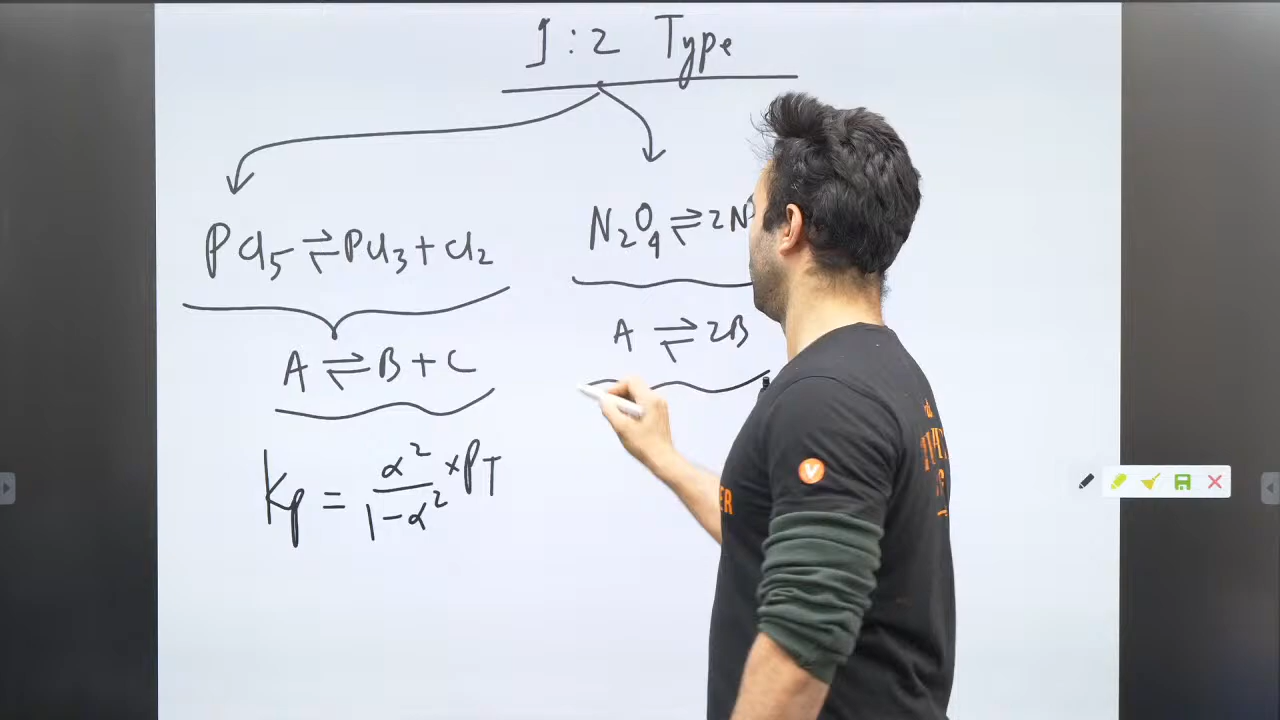 1:2 Type
PCl5 ⇌ PCl3 + Cl2
N2O4 ⇌ 2N
A ⇌ B + C
A ⇌ 2B
Kp = α²/1-α² × PT
V